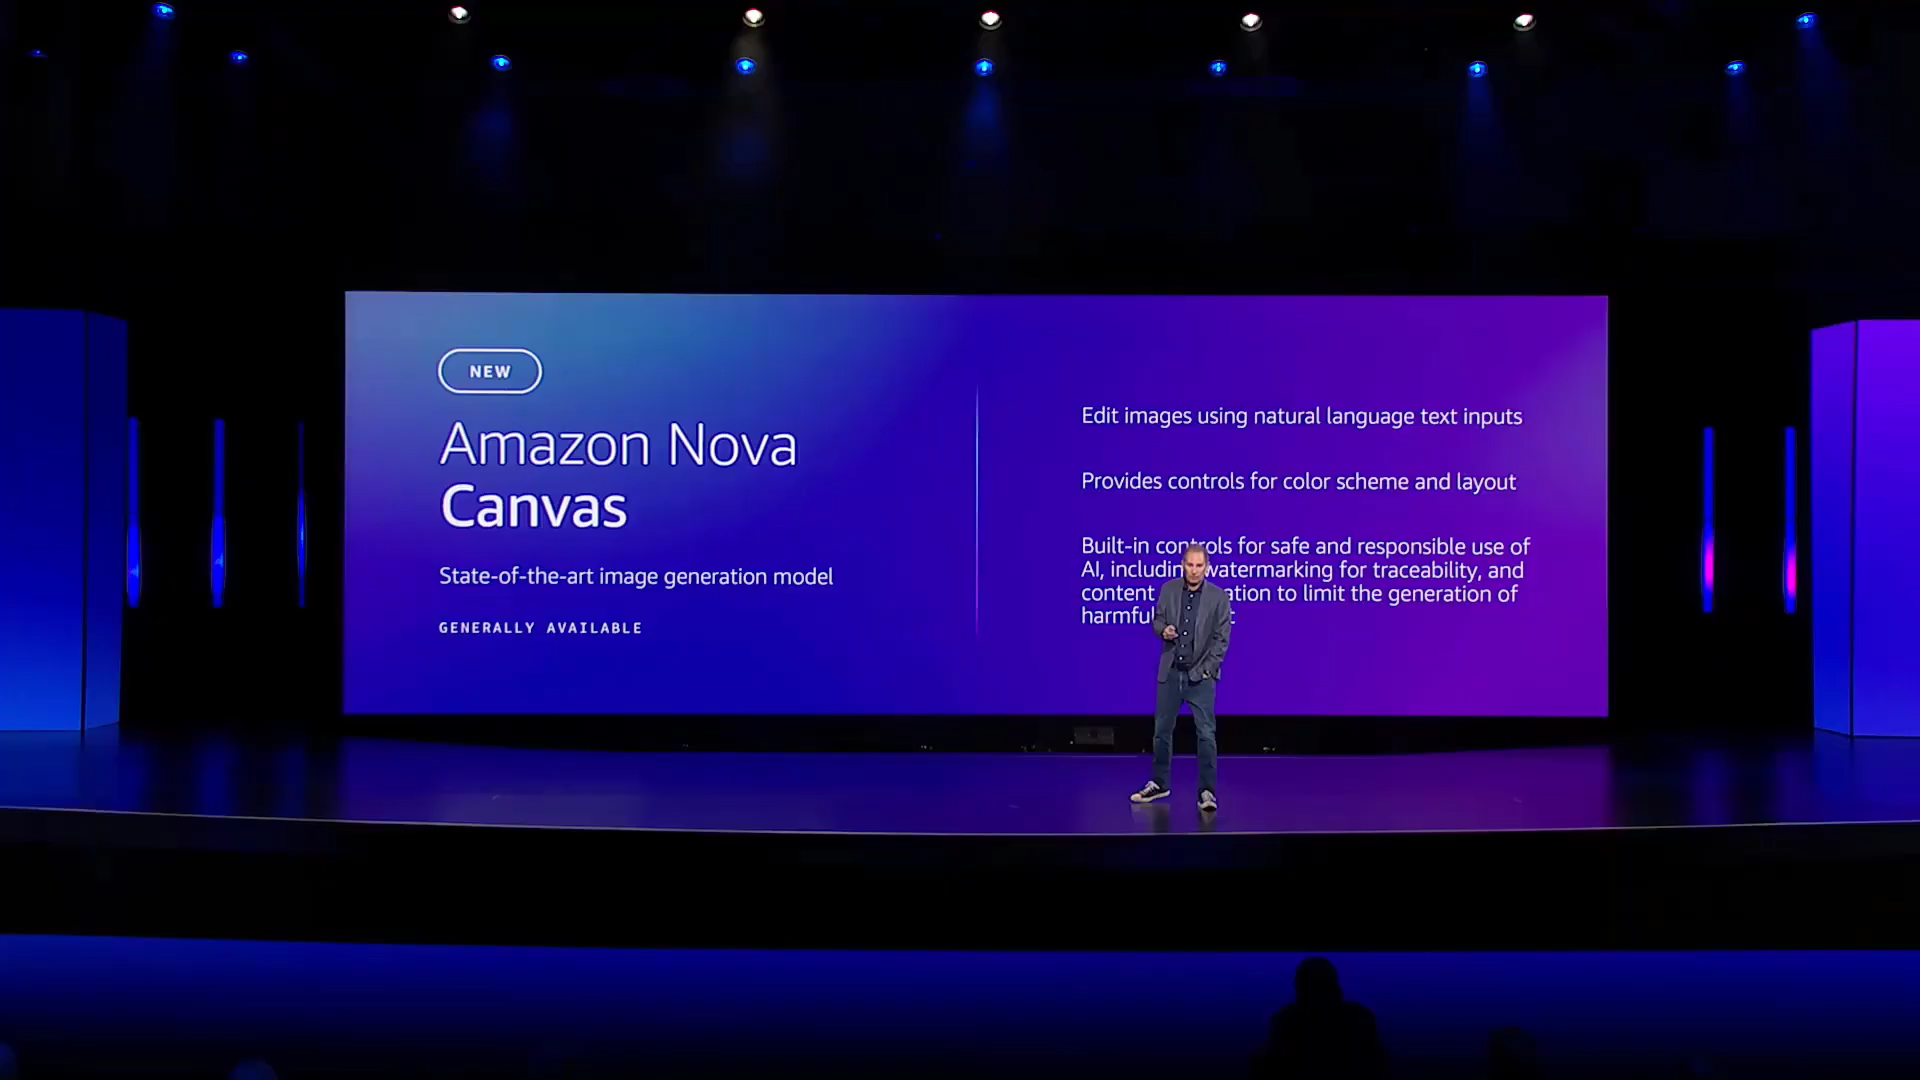 NEW
Amazon Nova
Canvas
State-of-the-art image generation model
GENERALLY AVAILABLE
Edit images using natural language text inputs
Provides controls for color scheme and layout
Built-in controls for safe and responsible use of
AI, including watermarking for traceability, and
content to limit the generation of
harmful